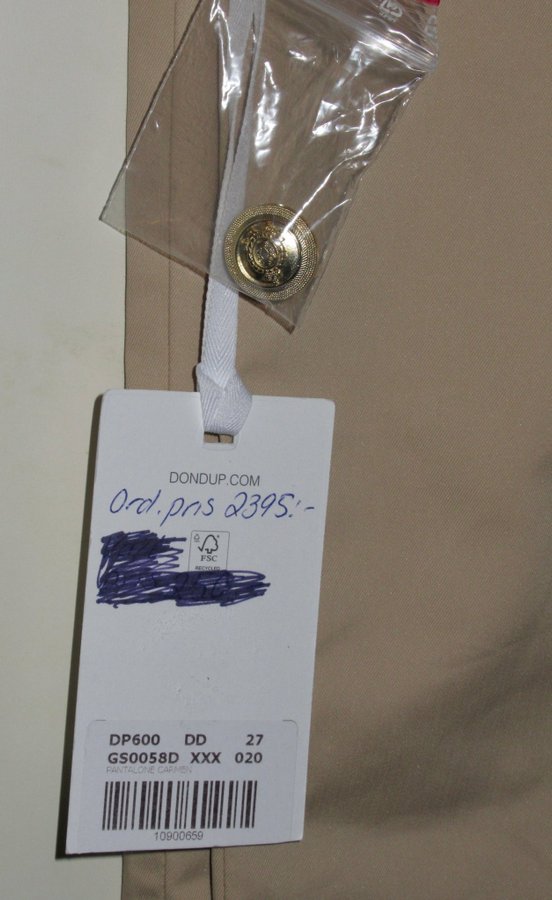 DONDUP.COM
Ord. pris 2395:-
FSC
RECYCLED
DP600 DD 27
GS0058D XXX 020
PANTALONE CARMEN
10900659